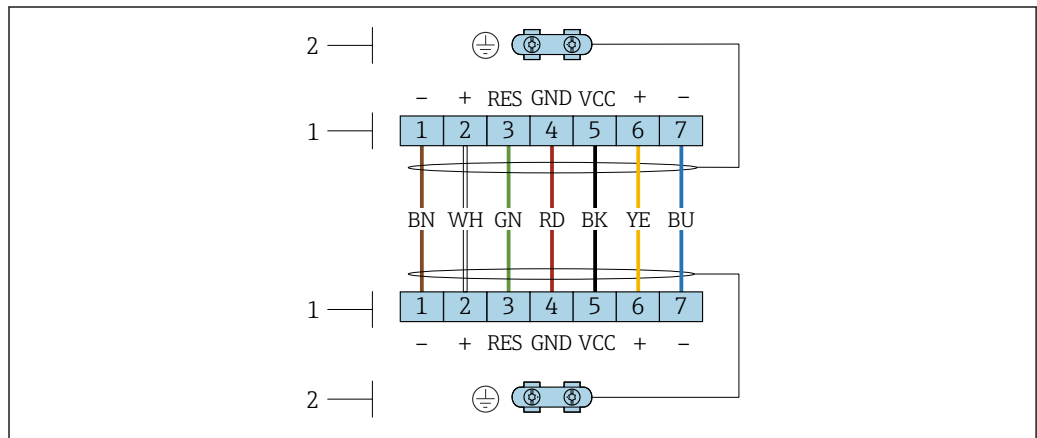 2
– + RES GND VCC + –
1 1 2 3 4 5 6 7
BN WH GN RD BK YE BU
1 1 2 3 4 5 6 7
– + RES GND VCC + –
2